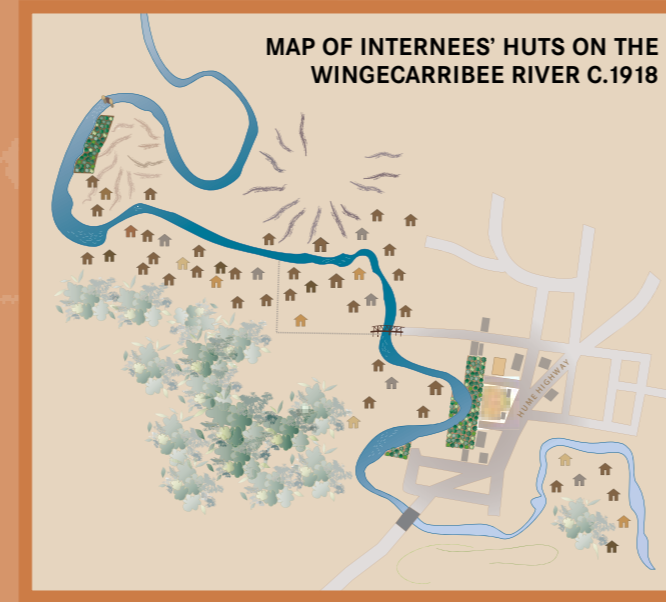 MAP OF INTERNEES' HUTS ON THE
WINGECARRIBEE RIVER C.1918
HUME HIGHWAY